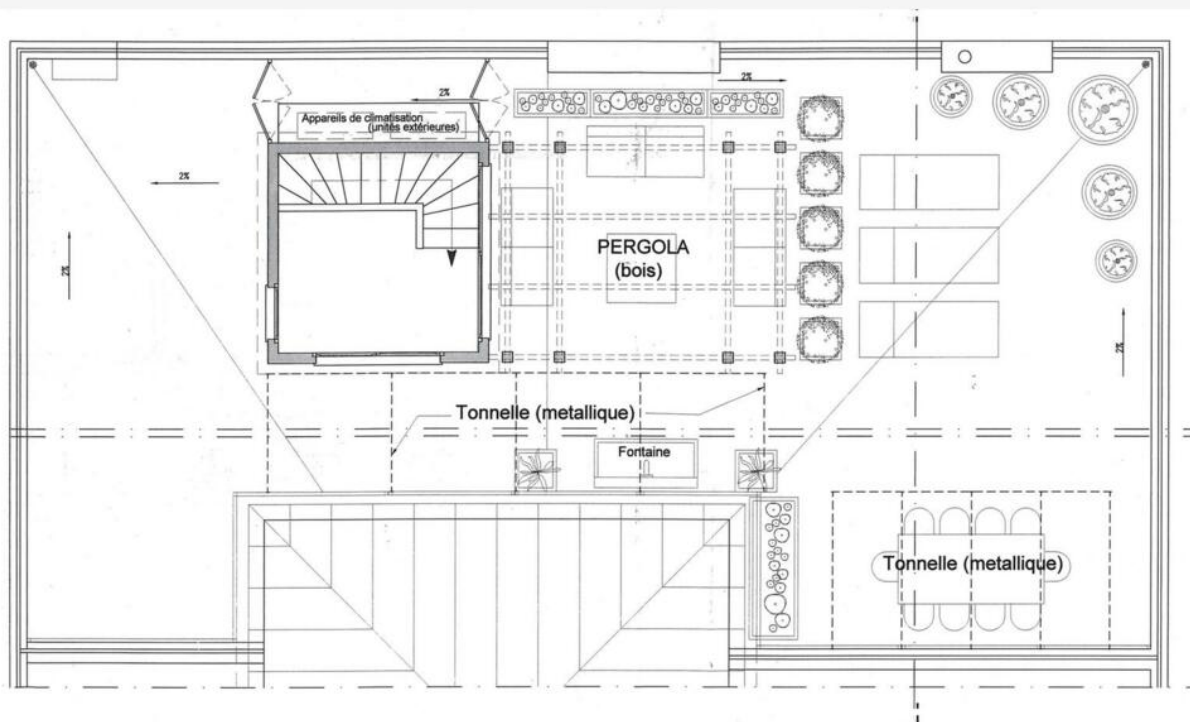 2%
2%
Appareils de climatisation
(unités extérieures)
2%
2%
2%
PERGOLA
(bois)
Tonnelle (metallique)
Fontaine
Tonnelle (metallique)